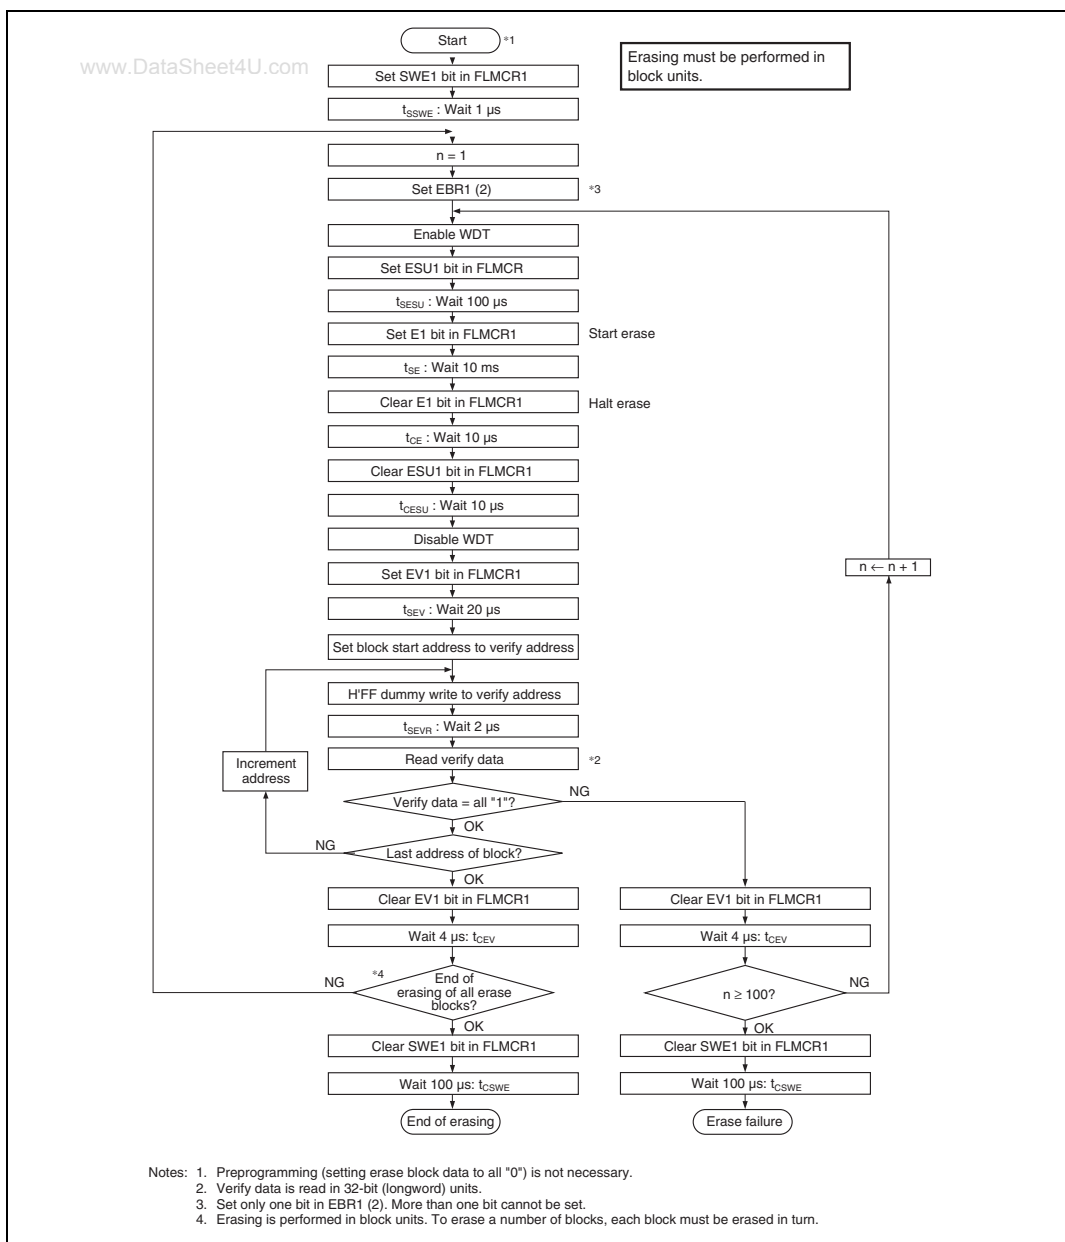 Start *1
www.DataSheet4U.com
Erasing must be performed in
block units.
Set SWE1 bit in FLMCR1
tSSWE : Wait 1 µs
n = 1
Set EBR1 (2) *3
Enable WDT
Set ESU1 bit in FLMCR
tSESU : Wait 100 µs
Set E1 bit in FLMCR1 Start erase
tSE : Wait 10 ms
Clear E1 bit in FLMCR1 Halt erase
tCE : Wait 10 µs
Clear ESU1 bit in FLMCR1
tCESU : Wait 10 µs
Disable WDT
n ← n + 1
Set EV1 bit in FLMCR1
tSEV : Wait 20 µs
Set block start address to verify address
H'FF dummy write to verify address
tSEVR : Wait 2 µs
Read verify data *2
Increment
address
Verify data = all "1"? NG
OK
NG Last address of block?
OK
Clear EV1 bit in FLMCR1 Clear EV1 bit in FLMCR1
Wait 4 µs: tCEV Wait 4 µs: tCEV
NG *4 End of
erasing of all erase
blocks?
n ≥ 100? NG
OK OK
Clear SWE1 bit in FLMCR1 Clear SWE1 bit in FLMCR1
Wait 100 µs: tCSWE Wait 100 µs: tCSWE
End of erasing Erase failure
Notes: 1. Preprogramming (setting erase block data to all "0") is not necessary.
2. Verify data is read in 32-bit (longword) units.
3. Set only one bit in EBR1 (2). More than one bit cannot be set.
4. Erasing is performed in block units. To erase a number of blocks, each block must be erased in turn.